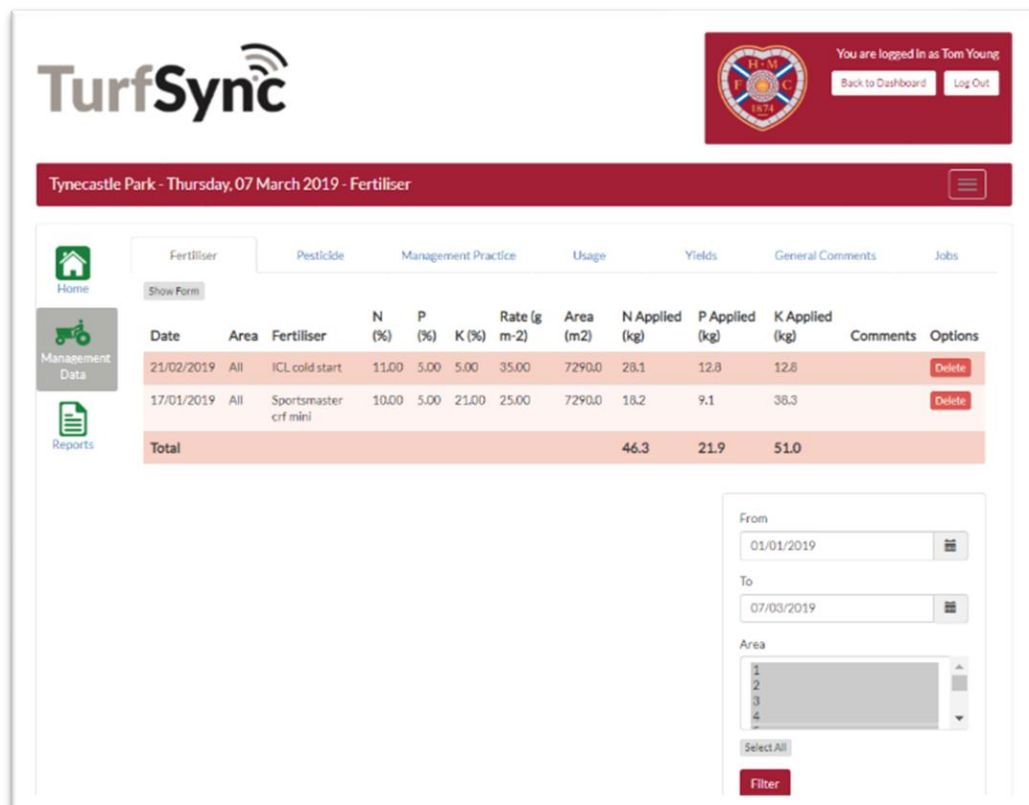 TurfSync
H M
F C
1874
You are logged in as Tom Young
Back to Dashboard Log Out
Tynecastle Park - Thursday, 07 March 2019 - Fertiliser
Home
Management
Data
Reports
Fertiliser Pesticide Management Practice Usage Yields General Comments Jobs
Show Form
Date Area Fertiliser N (%) P (%) K (%) Rate (g m-2) Area (m2) N Applied (kg) P Applied (kg) K Applied (kg) Comments Options
21/02/2019 All ICL cold start 11.00 5.00 5.00 35.00 7290.0 28.1 12.8 12.8 Delete
17/01/2019 All Sportsmaster crf mini 10.00 5.00 21.00 25.00 7290.0 18.2 9.1 38.3 Delete
Total 46.3 21.9 51.0
From
01/01/2019
To
07/03/2019
Area
1
2
3
4
Select All
Filter